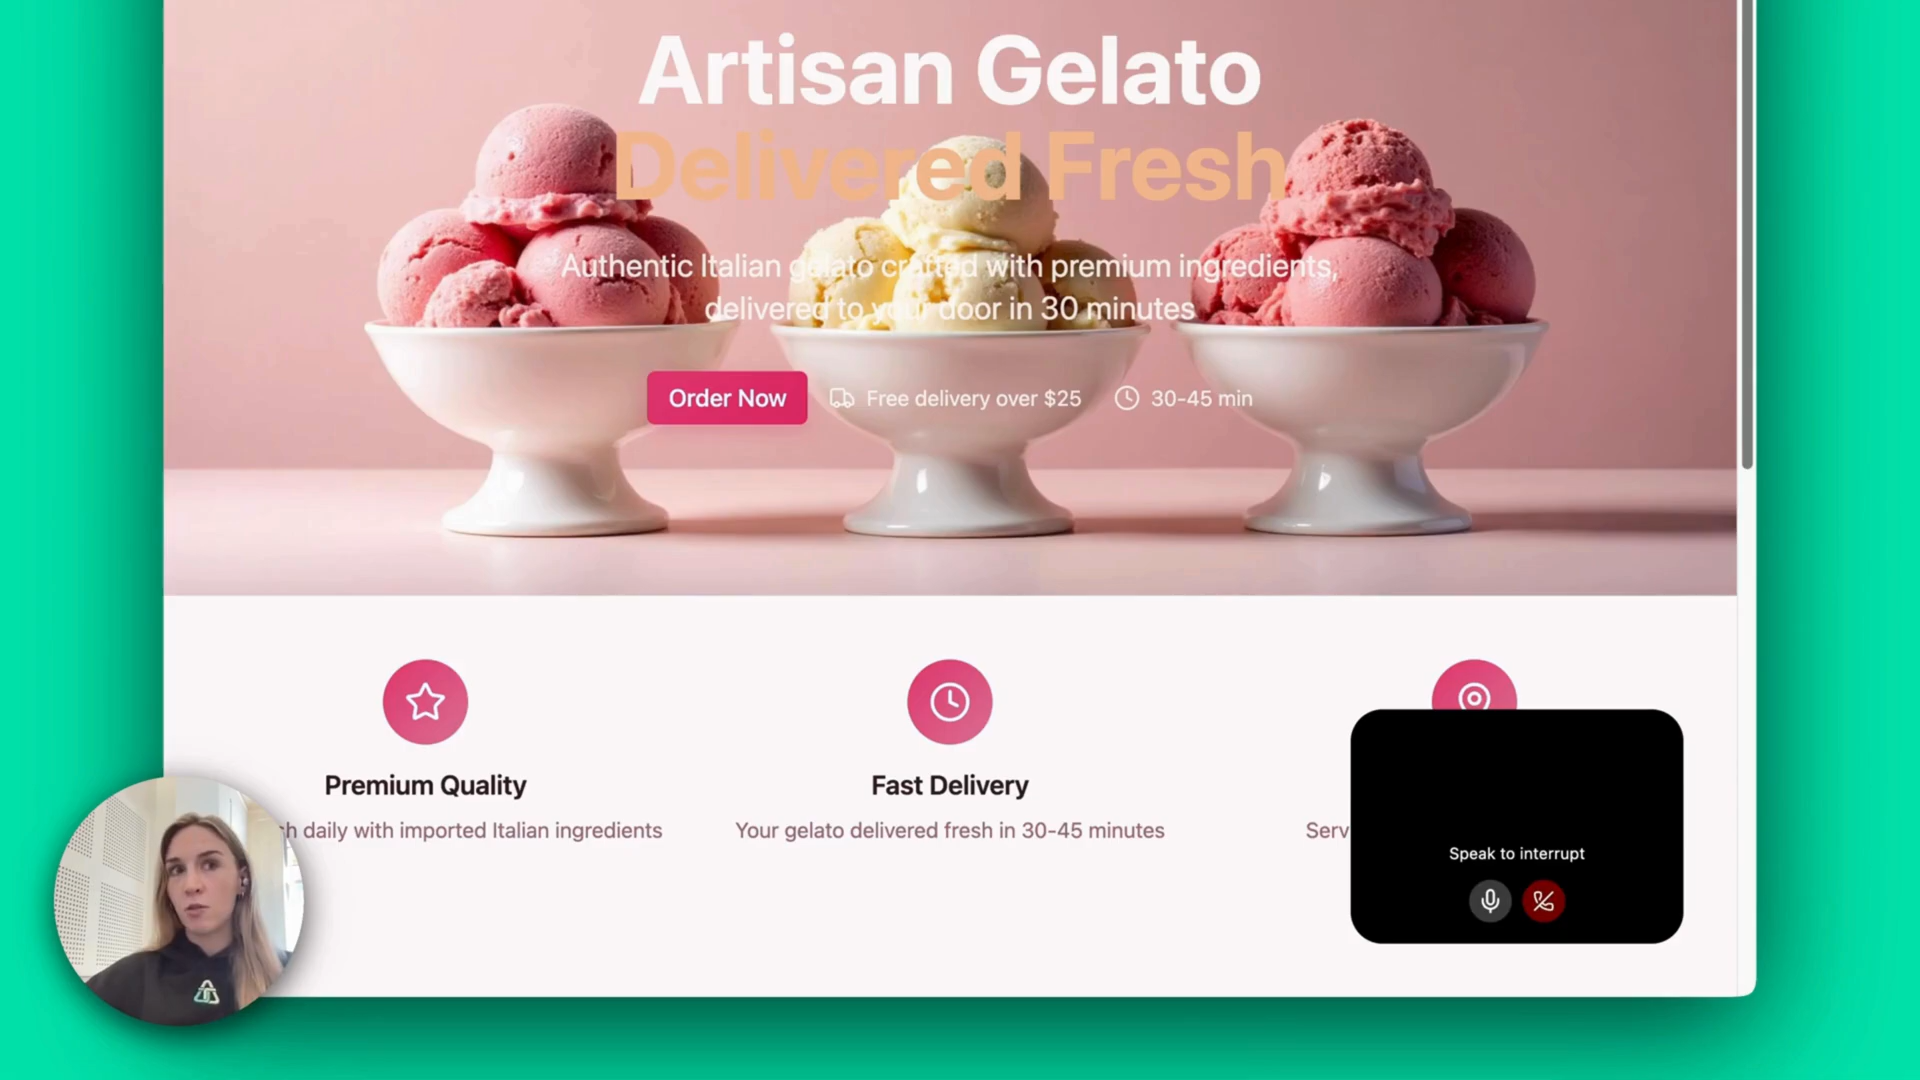 Artisan Gelato
Delivered Fresh
Authentic Italian gelato crafted with premium ingredients,
delivered to your door in 30 minutes
Order Now
Free delivery over $25
30-45 min
Premium Quality
daily with imported Italian ingredients
Fast Delivery
Your gelato delivered fresh in 30-45 minutes
Speak to interrupt